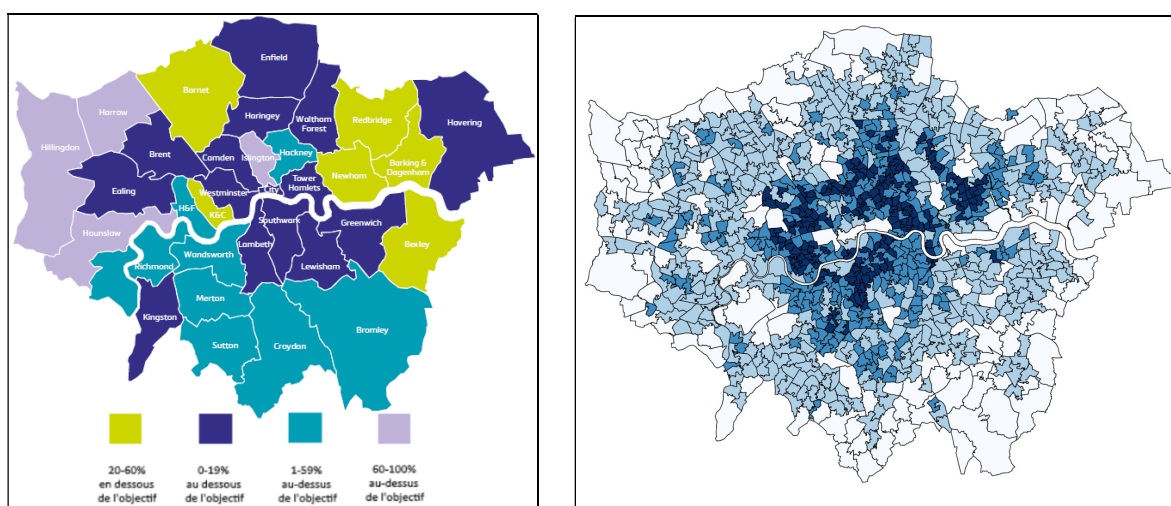 Enfield
Barnet
Harrow
Haringey
Waltham
Forest
Redbridge
Havering
Hillingdon
Brent
Camden
Islington
Hackney
Barking &
Dagenham
Newham
Ealing
Westminster
City
Tower
Hamlets
H&F
K&C
Southwark
Greenwich
Hounslow
Bexley
Richmond
Wandsworth
Lambeth
Lewisham
Merton
Kingston
Bromley
Sutton
Croydon
20-60%
en dessous
de l'objectif
0-19%
au dessous
de l'objectif
1-59%
au-dessus
de l'objectif
60-100%
au-dessus
de l'objectif